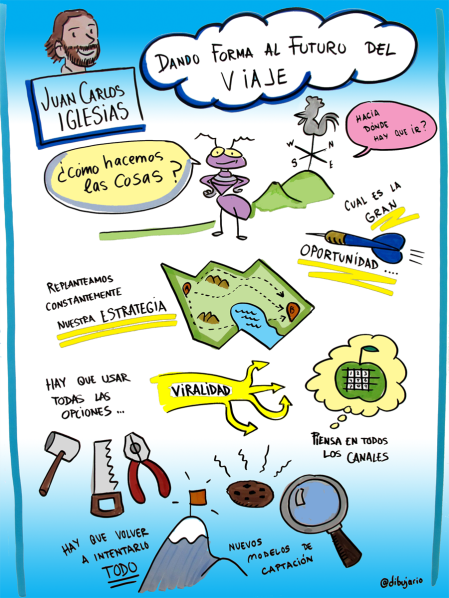 JUAN CARLOS
IGLESIAS
DANDO FORMA AL FUTURO DEL
VIAJE
¿CÓMO HACEMOS
LAS COSAS?
N
W
S
E
HACIA
DÓNDE
HAY QUE IR?
CUAL ES LA
GRAN
OPORTUNIDAD ....
REPLANTEAMOS
CONSTANTEMENTE
NUESTRA ESTRATEGIA
HAY QUE USAR
TODAS LAS
OPCIONES ...
VIRALIDAD
PIENSA EN TODOS
LOS CANALES
HAY QUE VOLVER
A INTENTARLO
TODO
NUEVOS
MODELOS DE
CAPTACIÓN
@dibujario